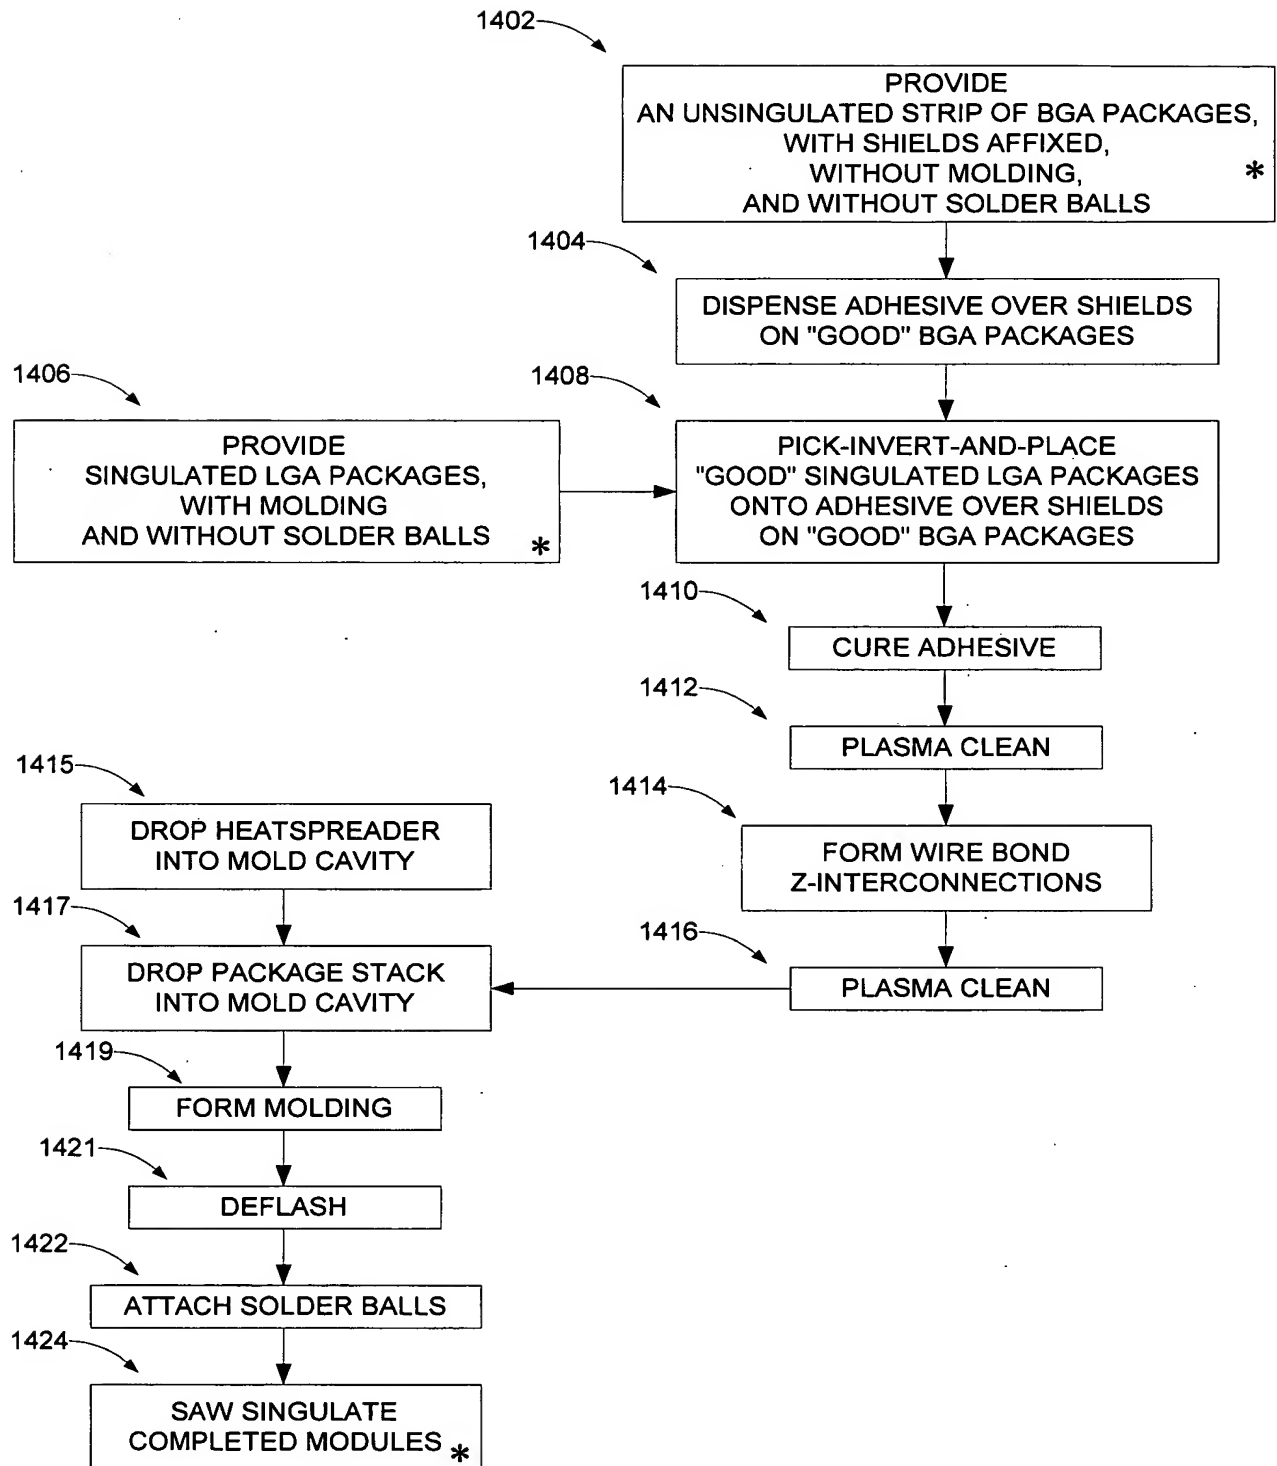 1402
PROVIDE
AN UNSINGULATED STRIP OF BGA PACKAGES,
WITH SHIELDS AFFIXED,
WITHOUT MOLDING,
AND WITHOUT SOLDER BALLS
*
1404
DISPENSE ADHESIVE OVER SHIELDS
ON "GOOD" BGA PACKAGES
1406
PROVIDE
SINGULATED LGA PACKAGES,
WITH MOLDING
AND WITHOUT SOLDER BALLS
*
1408
PICK-INVERT-AND-PLACE
"GOOD" SINGULATED LGA PACKAGES
ONTO ADHESIVE OVER SHIELDS
ON "GOOD" BGA PACKAGES
1410
CURE ADHESIVE
1412
PLASMA CLEAN
1414
FORM WIRE BOND
Z-INTERCONNECTIONS
1416
PLASMA CLEAN
1415
DROP HEATSPREADER
INTO MOLD CAVITY
1417
DROP PACKAGE STACK
INTO MOLD CAVITY
1419
FORM MOLDING
1421
DEFLASH
1422
ATTACH SOLDER BALLS
1424
SAW SINGULATE
COMPLETED MODULES
*